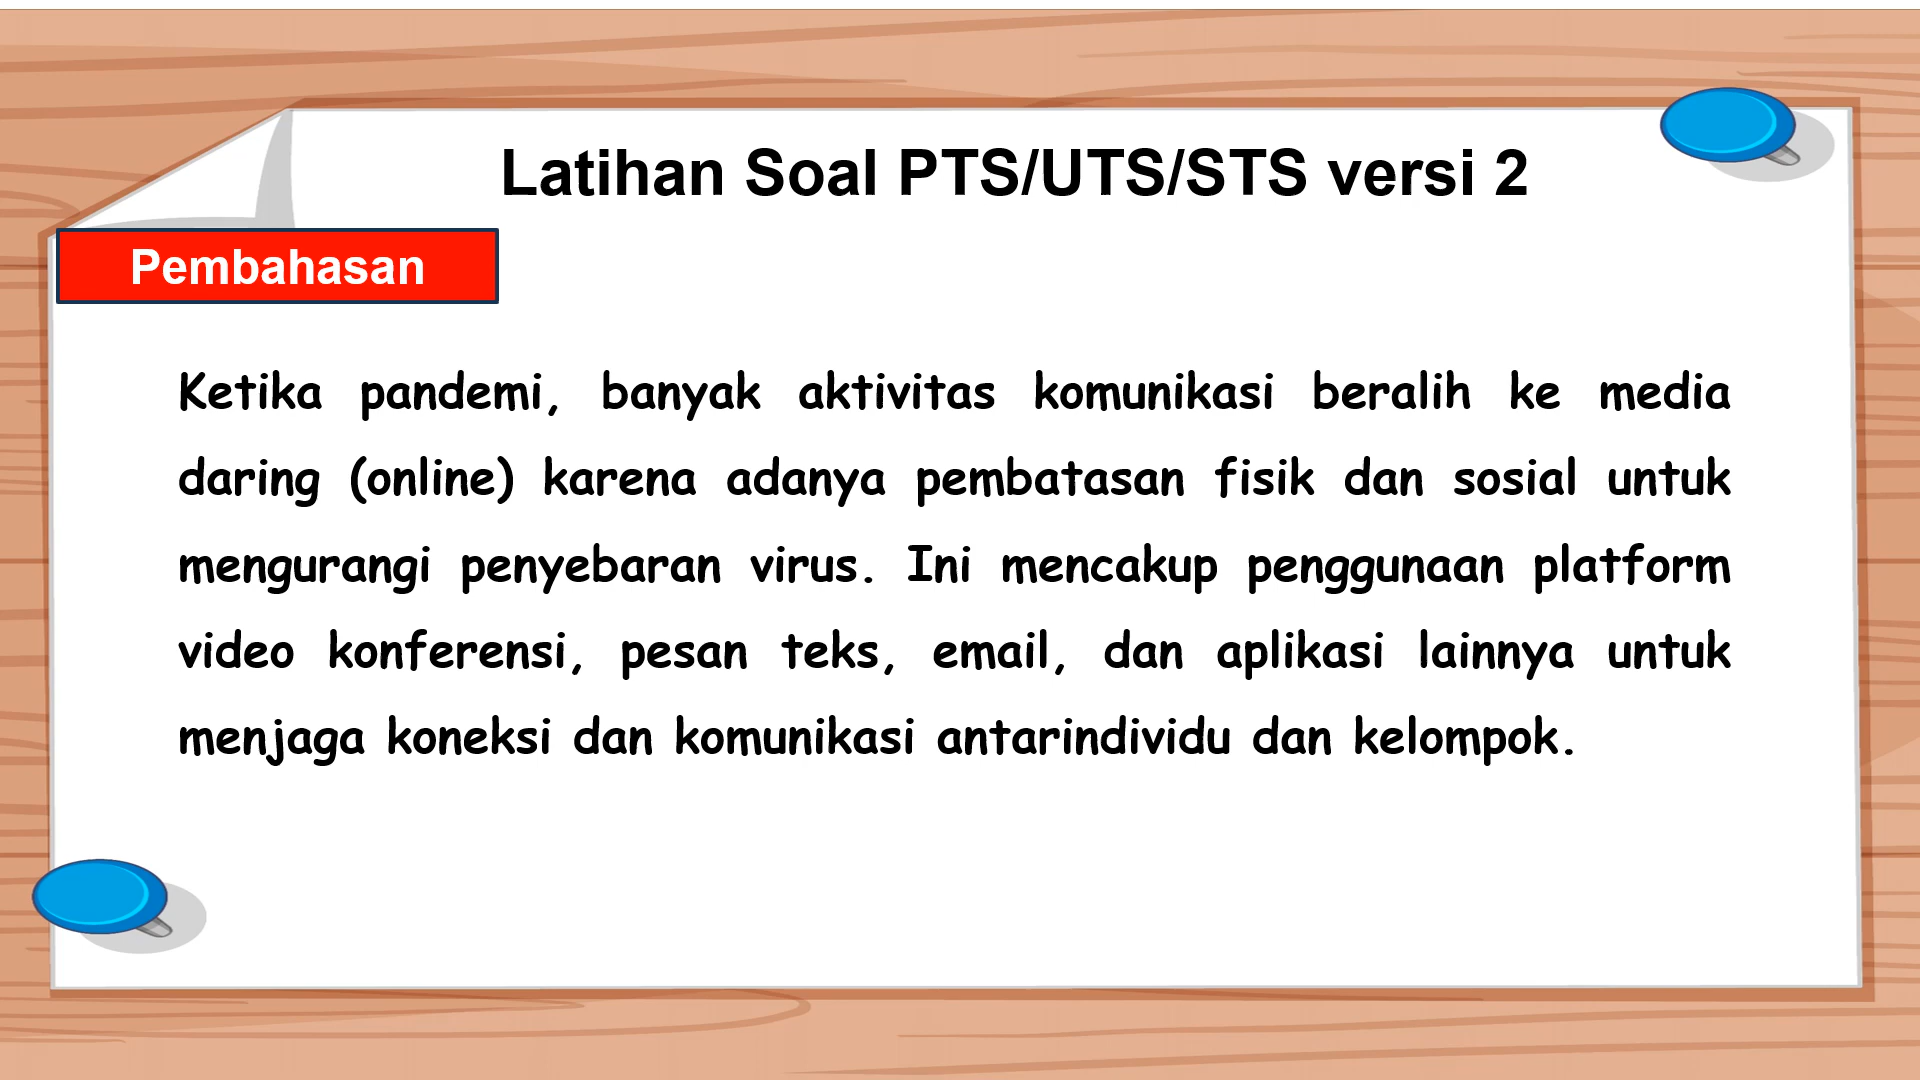 Latihan Soal PTS/UTS/STS versi 2
Pembahasan
Ketika pandemi, banyak aktivitas komunikasi beralih ke media
daring (online) karena adanya pembatasan fisik dan sosial untuk
mengurangi penyebaran virus. Ini mencakup penggunaan platform
video konferensi, pesan teks, email, dan aplikasi lainnya untuk
menjaga koneksi dan komunikasi antarindividu dan kelompok.